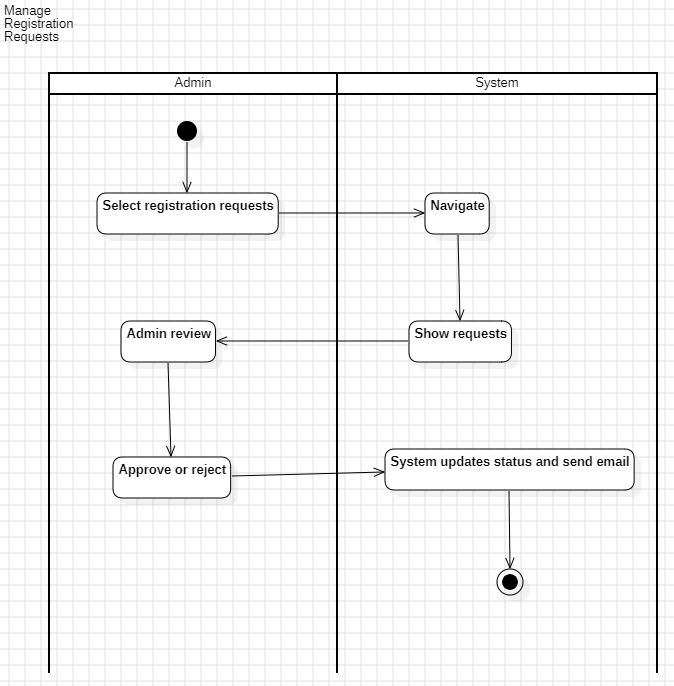 Manage
Registration
Requests
Admin
System
Select registration requests
Navigate
Admin review
Show requests
Approve or reject
System updates status and send email